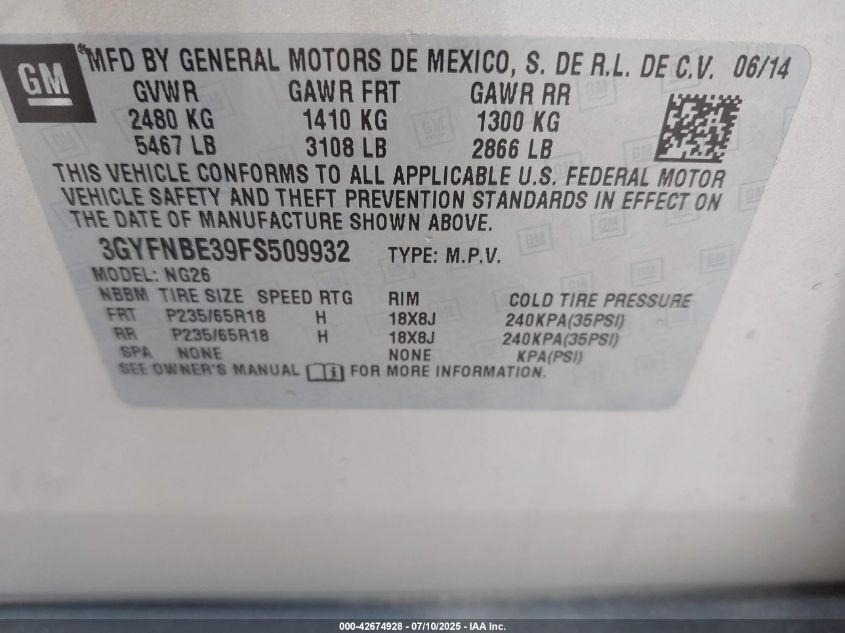 GM
MFD BY GENERAL MOTORS DE MEXICO, S. DE R.L. DE C.V. 06/14
GVWR GAWR FRT GAWR RR
2480 KG 1410 KG 1300 KG
5467 LB 3108 LB 2866 LB
THIS VEHICLE CONFORMS TO ALL APPLICABLE U.S. FEDERAL MOTOR
VEHICLE SAFETY AND THEFT PREVENTION STANDARDS IN EFFECT ON
THE DATE OF MANUFACTURE SHOWN ABOVE.
3GYFNBE39FS509932 TYPE: M.P.V.
MODEL: NG26
NBBM TIRE SIZE SPEED RTG RIM COLD TIRE PRESSURE
FRT P235/65R18 H 18X8J 240KPA(35PSI)
RR P235/65R18 H 18X8J 240KPA(35PSI)
SPA NONE NONE KPA(PSI)
SEE OWNER'S MANUAL FOR MORE INFORMATION.
000-42674928 - 07/10/2025 - IAA Inc.